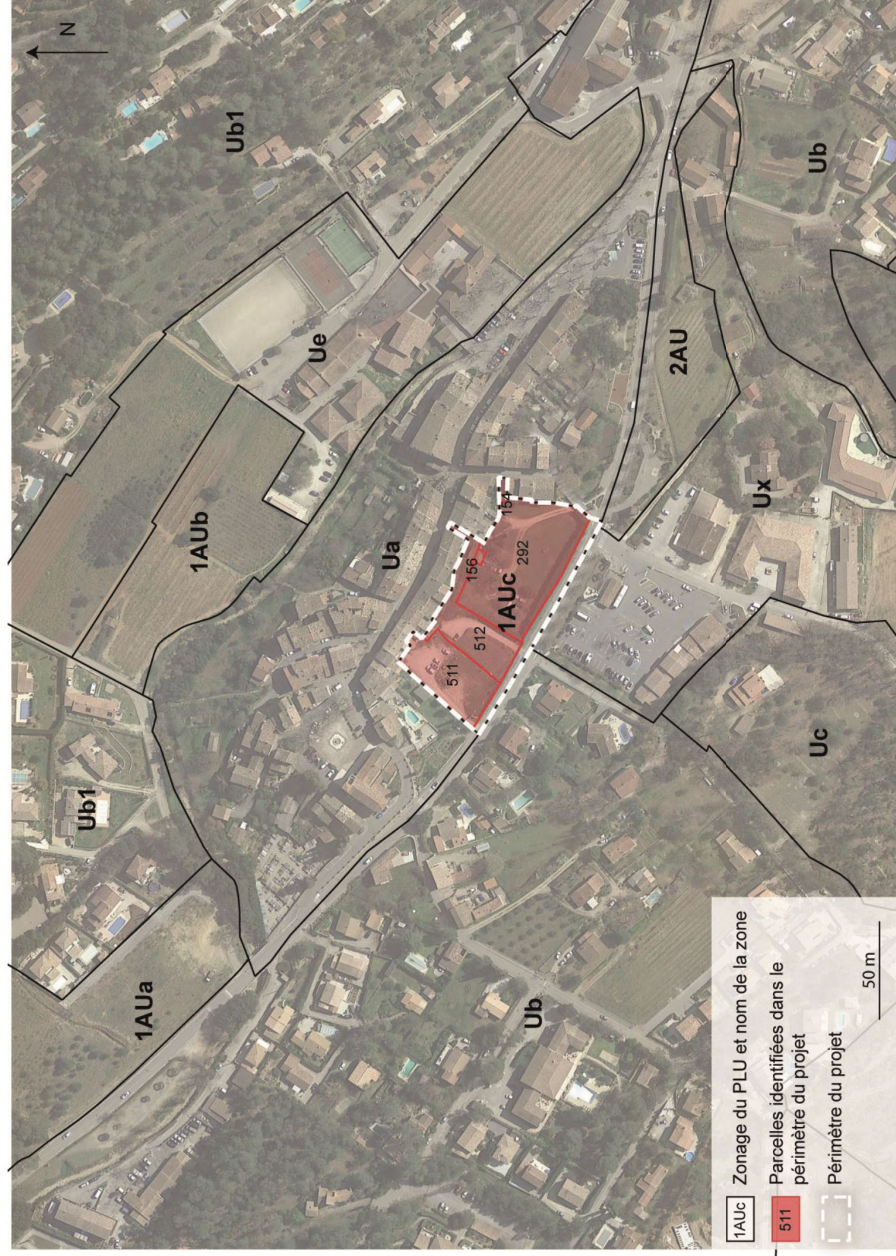 N
Ub1
Ue
1AUb
Ua
Ub1
1AUa
154
156
292
1AUc
512
511
2AU
Ub
Ux
Uc
Ub
1AUc Zonage du PLU et nom de la zone
511 Parcelles identifiées dans le
périmètre du projet
Périmètre du projet
50 m